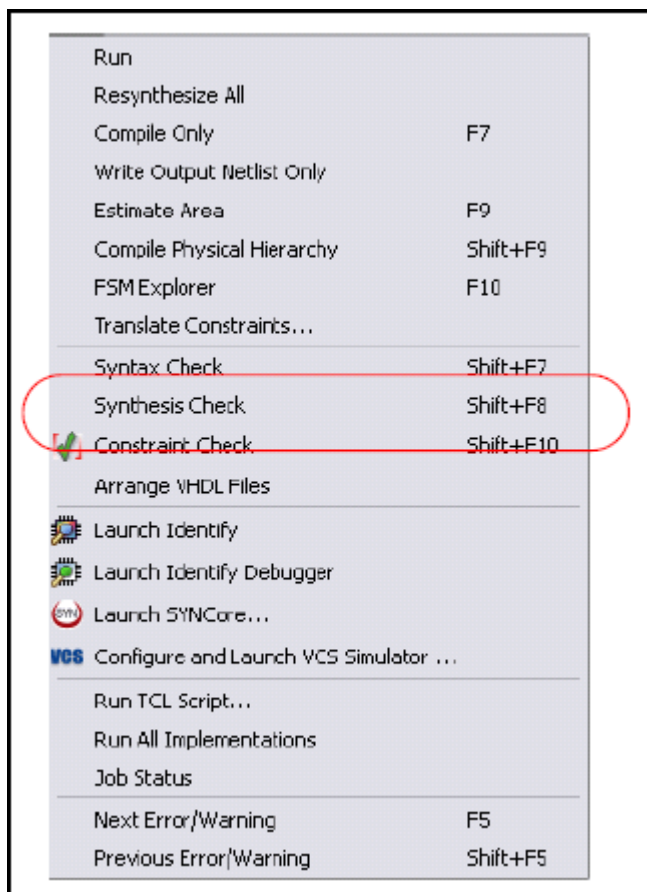 Run
Resynthesize All
Compile Only F7
Write Output Netlist Only
Estimate Area F9
Compile Physical Hierarchy Shift+F9
FSM Explorer F10
Translate Constraints...
Syntax Check Shift+F7
Synthesis Check Shift+F8
Constraint Check Shift+F10
Arrange VHDL Files
Launch Identify
Launch Identify Debugger
SYN Launch SYNCore...
VCS Configure and Launch VCS Simulator ...
Run TCL Script...
Run All Implementations
Job Status
Next Error/Warning F5
Previous Error/Warning Shift+F5